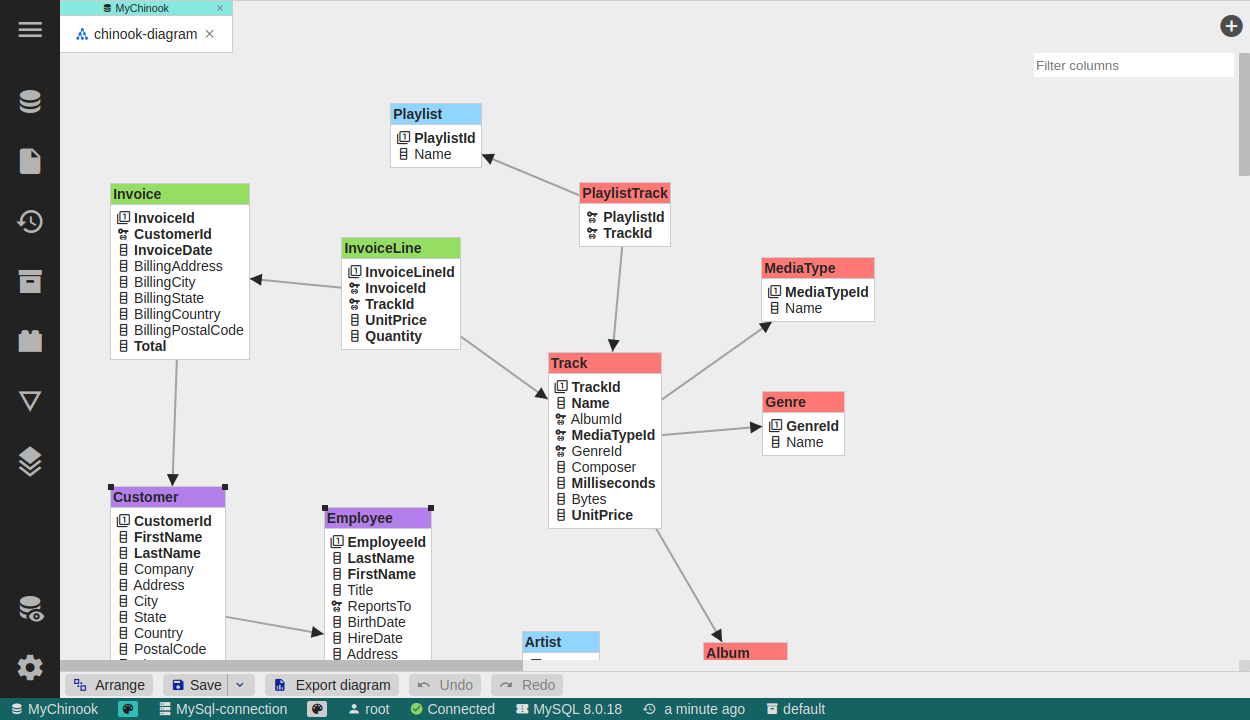 MyChinook
chinook-diagram
Filter columns
Playlist
PlaylistId
Name
PlaylistTrack
PlaylistId
TrackId
Invoice
InvoiceId
CustomerId
InvoiceDate
BillingAddress
BillingCity
BillingState
BillingCountry
BillingPostalCode
Total
InvoiceLine
InvoiceLineId
InvoiceId
TrackId
UnitPrice
Quantity
MediaType
MediaTypeId
Name
Track
TrackId
Name
AlbumId
MediaTypeId
GenreId
Composer
Milliseconds
Bytes
UnitPrice
Genre
GenreId
Name
Customer
CustomerId
FirstName
LastName
Company
Address
City
State
Country
PostalCode
Employee
EmployeeId
LastName
FirstName
Title
ReportsTo
BirthDate
HireDate
Address
Artist
Album
Arrange Save Export diagram Undo Redo
MyChinook MySql-connection root Connected MySQL 8.0.18 a minute ago default